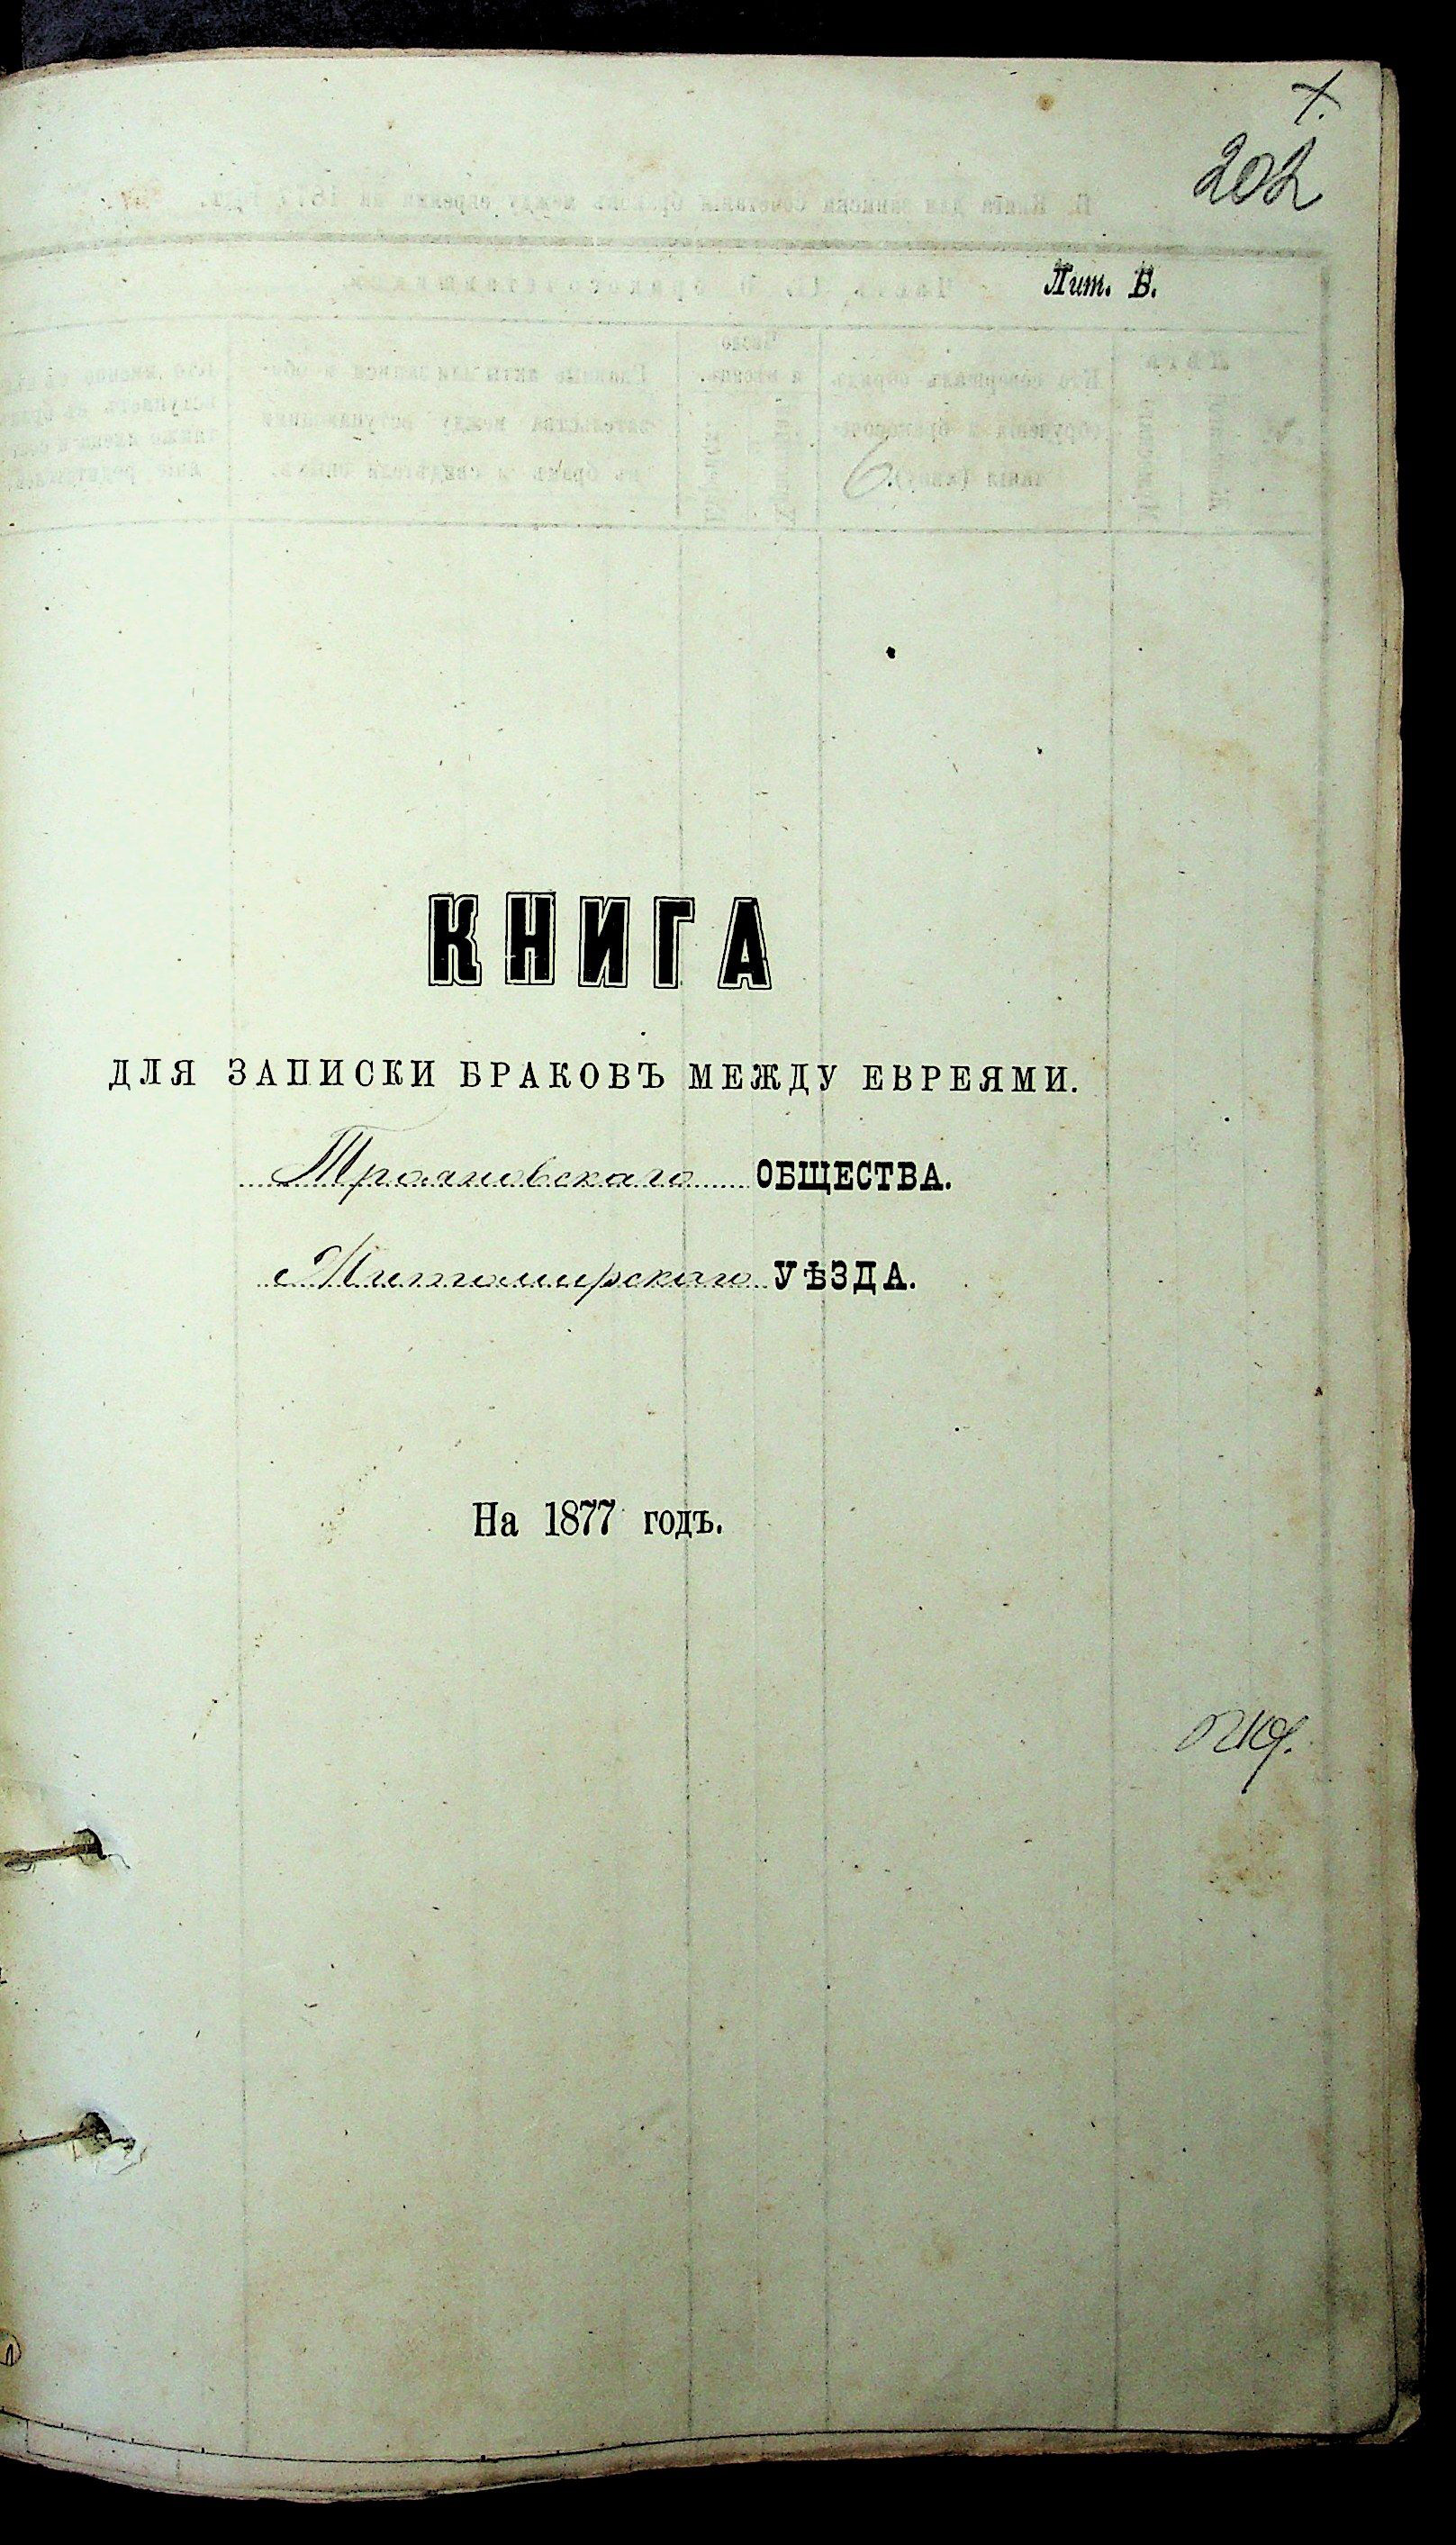 202
Лит. В.
КНИГА
ДЛЯ ЗАПИСКИ БРАКОВЪ МЕЖДУ ЕВРЕЯМИ.
Трояновскаго ОБЩЕСТВА.
Житомирскаго УѢЗДА.
На 1877 годъ.